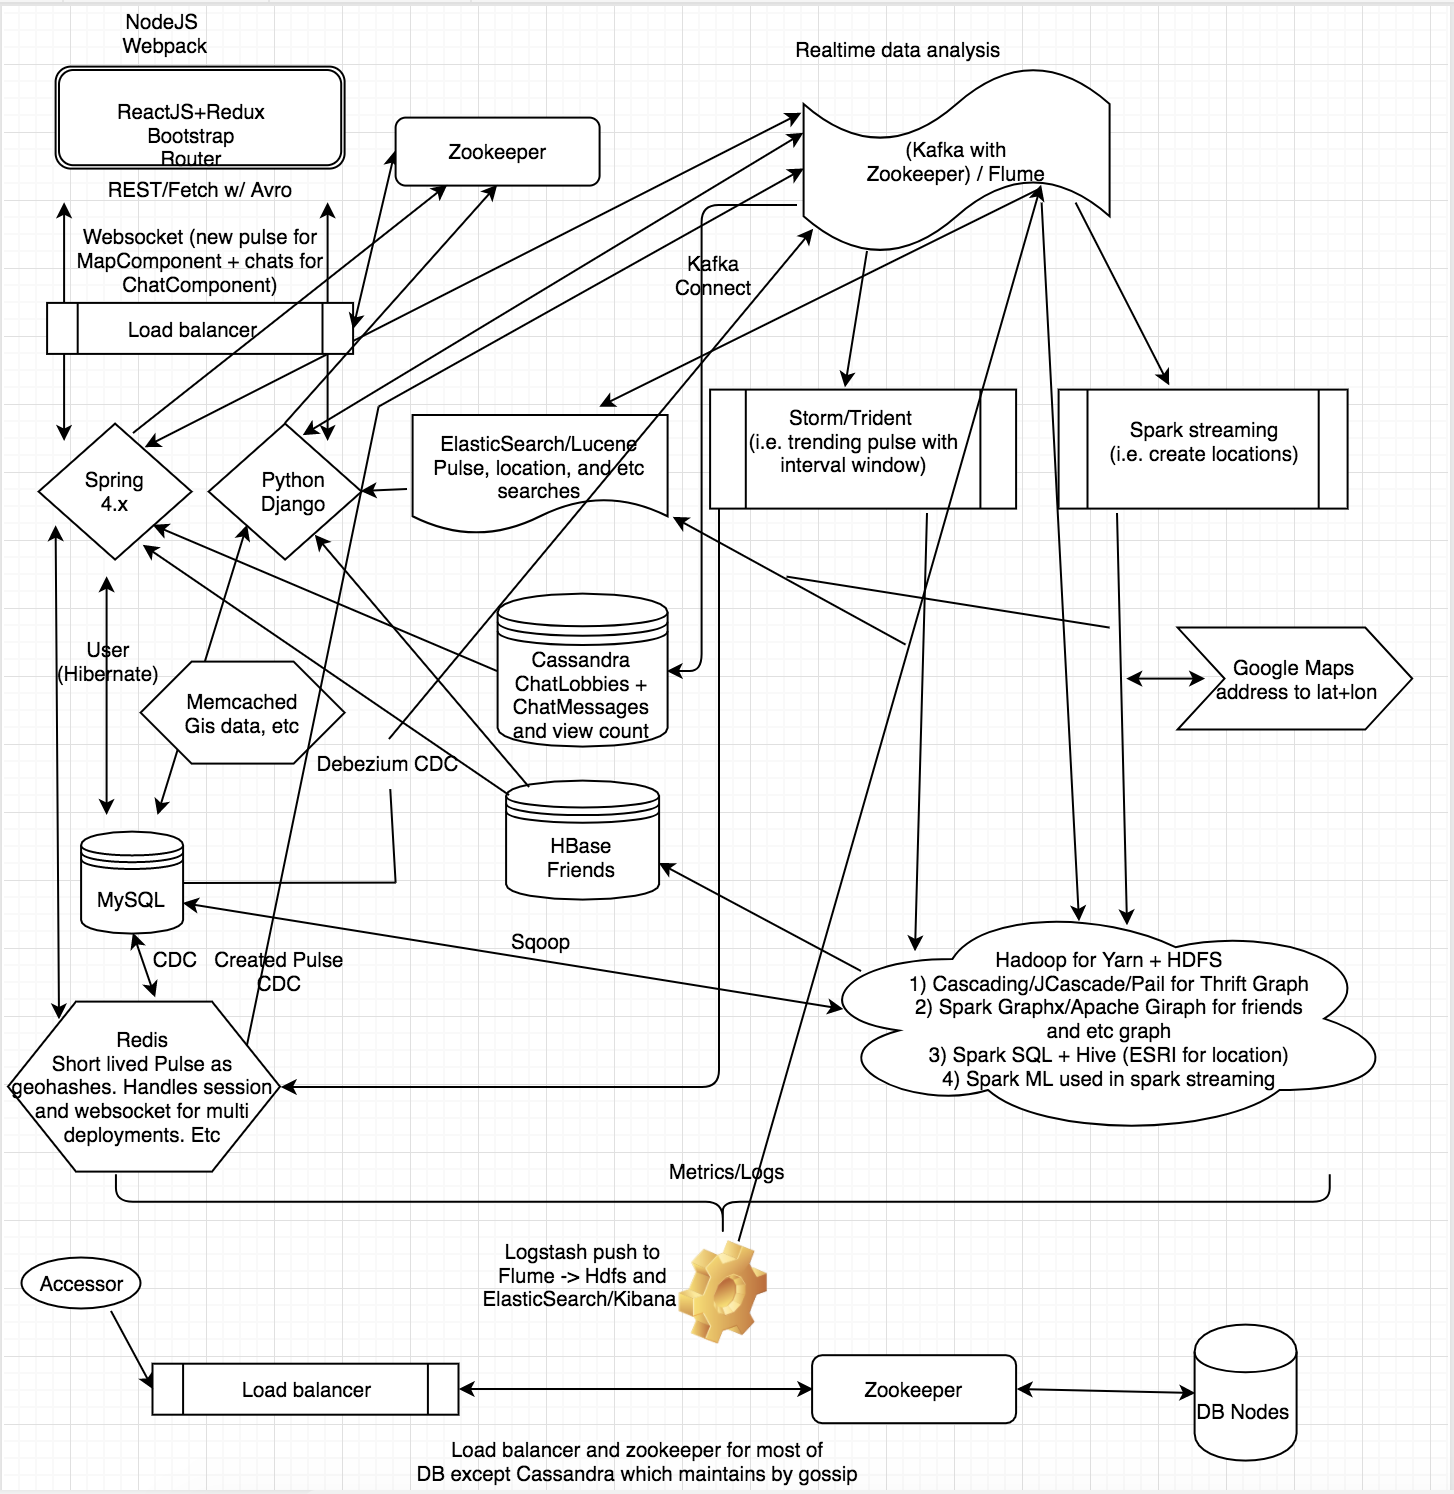 NodeJS
Webpack
ReactJS+Redux
Bootstrap
Router
REST/Fetch w/ Avro
Websocket (new pulse for
MapComponent + chats for
ChatComponent)
Load balancer
Zookeeper
Realtime data analysis
(Kafka with
Zookeeper) / Flume
Kafka
Connect
Spring
4.x
Python
Django
ElasticSearch/Lucene
Pulse, location, and etc
searches
Storm/Trident
(i.e. trending pulse with
interval window)
Spark streaming
(i.e. create locations)
User
(Hibernate)
Memcached
Gis data, etc
Cassandra
ChatLobbies +
ChatMessages
and view count
Google Maps
address to lat+lon
Debezium CDC
HBase
Friends
MySQL
Sqoop
CDC
Created Pulse
CDC
Hadoop for Yarn + HDFS
1) Cascading/JCascade/Pail for Thrift Graph
2) Spark Graphx/Apache Giraph for friends
and etc graph
3) Spark SQL + Hive (ESRI for location)
4) Spark ML used in spark streaming
Redis
Short lived Pulse as
geohashes. Handles session
and websocket for multi
deployments. Etc
Metrics/Logs
Logstash push to
Flume -> Hdfs and
ElasticSearch/Kibana
Accessor
Load balancer
Zookeeper
DB Nodes
Load balancer and zookeeper for most of
DB except Cassandra which maintains by gossip